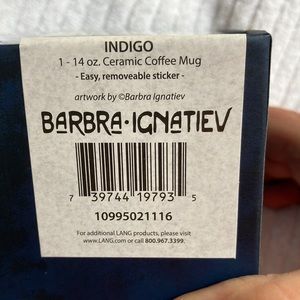 INDIGO
1 - 14 oz. Ceramic Coffee Mug
- Easy, removeable sticker -
artwork by ©Barbra Ignatiev
BARBRA·IGNATIEV
7 39744 19793 5
10995021116
For additional LANG products, please visit
www.LANG.com or call 800.967.3399.